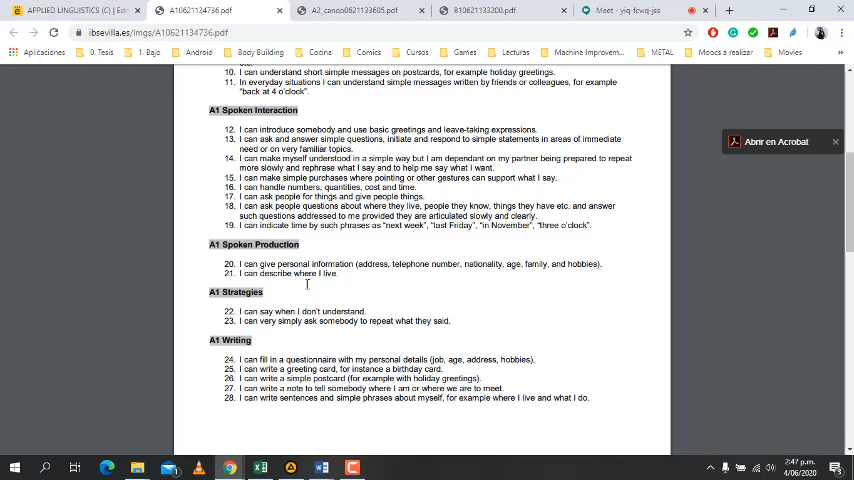 APPLIED LINGUISTICS (C) | Edi
A10621134736.pdf
A2_cando0621133605.pdf
B10621133200.pdf
Meet - yiq-fcwq-jss
ibsevilla.es/imgs/A10621134736.pdf
Aplicaciones
0. Tesis
1. Bajo
Android
Body Building
Cocina
Comics
Cursos
Games
Lecturas
Machine Improvem...
METAL
Moocs a realizar
Movies
etc.
10. I can understand short simple messages on postcards, for example holiday greetings.
11. In everyday situations I can understand simple messages written by friends or colleagues, for example
"back at 4 o'clock".
A1 Spoken Interaction
12. I can introduce somebody and use basic greetings and leave-taking expressions.
13. I can ask and answer simple questions, initiate and respond to simple statements in areas of immediate
need or on very familiar topics.
14. I can make myself understood in a simple way but I am dependant on my partner being prepared to repeat
more slowly and rephrase what I say and to help me say what I want.
15. I can make simple purchases where pointing or other gestures can support what I say.
16. I can handle numbers, quantities, cost and time.
17. I can ask people for things and give people things.
18. I can ask people questions about where they live, people they know, things they have etc. and answer
such questions addressed to me provided they are articulated slowly and clearly.
19. I can indicate time by such phrases as "next week", "last Friday", "in November", "three o'clock".
A1 Spoken Production
20. I can give personal information (address, telephone number, nationality, age, family, and hobbies).
21. I can describe where I live.
A1 Strategies
22. I can say when I don't understand.
23. I can very simply ask somebody to repeat what they said.
A1 Writing
24. I can fill in a questionnaire with my personal details (job, age, address, hobbies).
25. I can write a greeting card, for instance a birthday card.
26. I can write a simple postcard (for example with holiday greetings).
27. I can write a note to tell somebody where I am or where we are to meet.
28. I can write sentences and simple phrases about myself, for example where I live and what I do.
Abrir en Acrobat
2:47 p.m.
4/06/2020